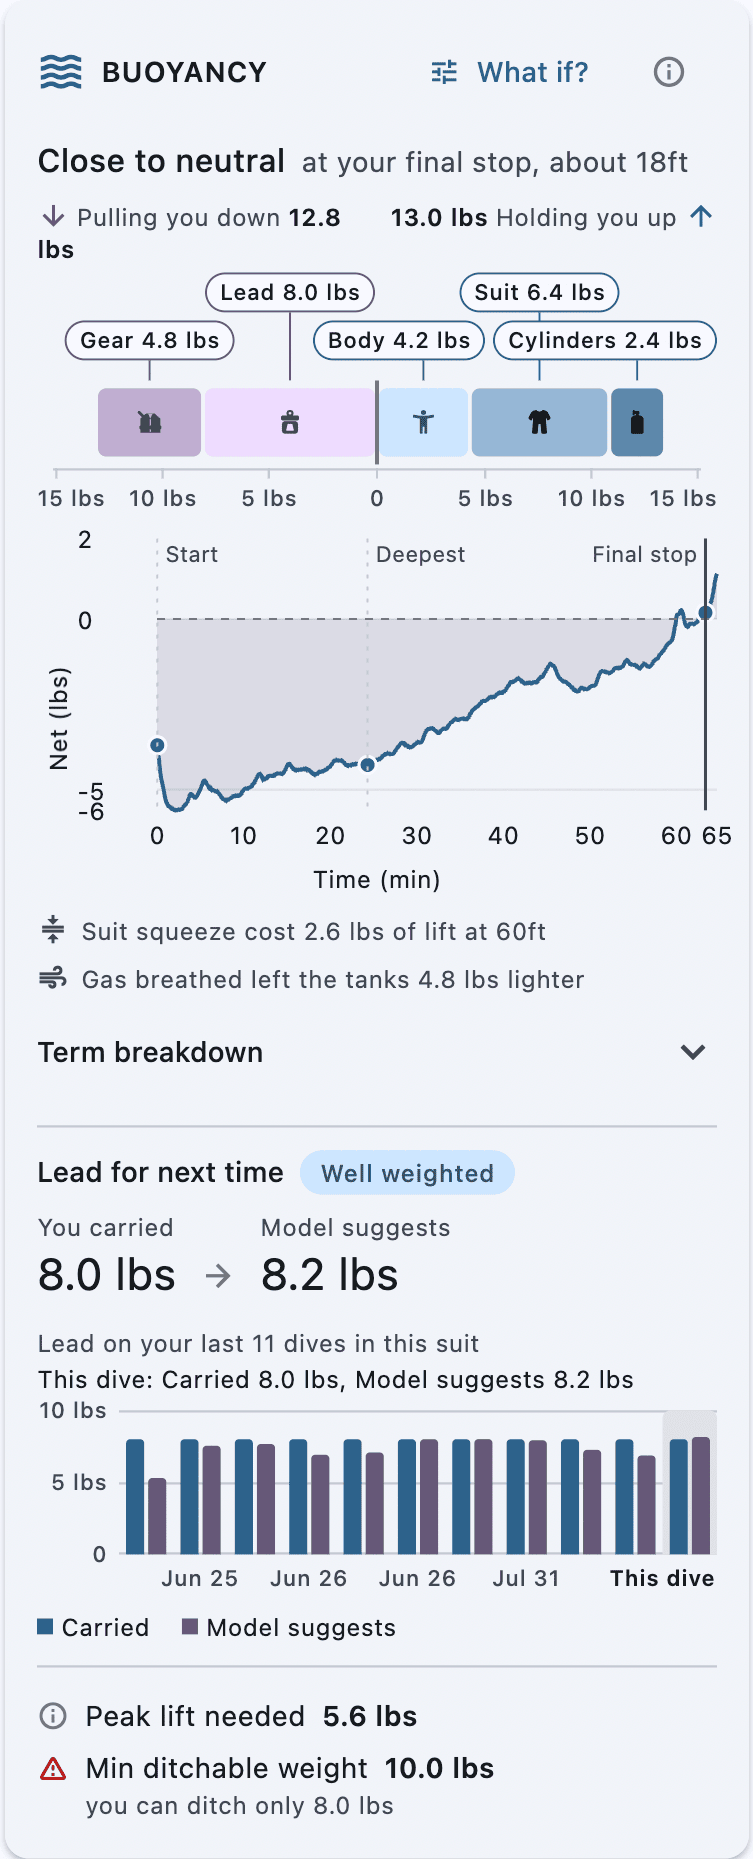 BUOYANCY What if?
Close to neutral at your final stop, about 18ft
Pulling you down 12.8 lbs
13.0 lbs Holding you up
Lead 8.0 lbs Suit 6.4 lbs
Gear 4.8 lbs Body 4.2 lbs Cylinders 2.4 lbs
15 lbs 10 lbs 5 lbs 0 5 lbs 10 lbs 15 lbs
2
Start Deepest Final stop
0
Net (lbs)
-5
-6
0 10 20 30 40 50 60 65
Time (min)
Suit squeeze cost 2.6 lbs of lift at 60ft
Gas breathed left the tanks 4.8 lbs lighter
Term breakdown
Lead for next time Well weighted
You carried Model suggests
8.0 lbs → 8.2 lbs
Lead on your last 11 dives in this suit
This dive: Carried 8.0 lbs, Model suggests 8.2 lbs
10 lbs
5 lbs
0
Jun 25 Jun 26 Jun 26 Jul 31 This dive
Carried Model suggests
Peak lift needed 5.6 lbs
Min ditchable weight 10.0 lbs
you can ditch only 8.0 lbs